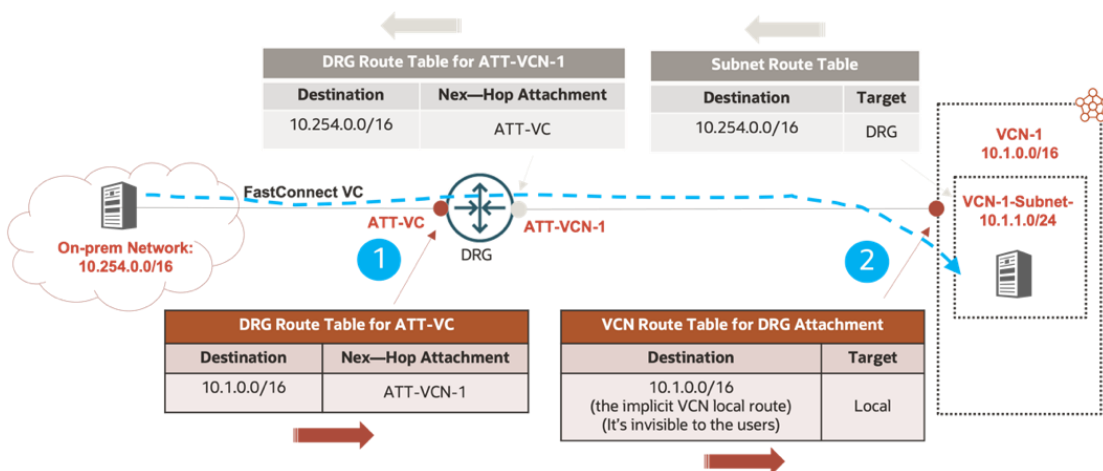 DRG Route Table for ATT-VCN-1
Destination Nex—Hop Attachment
10.254.0.0/16 ATT-VC
Subnet Route Table
Destination Target
10.254.0.0/16 DRG
VCN-1
10.1.0.0/16
VCN-1-Subnet-
10.1.1.0/24
FastConnect VC
On-prem Network:
10.254.0.0/16
ATT-VC
DRG
ATT-VCN-1
1
2
DRG Route Table for ATT-VC
Destination Nex—Hop Attachment
10.1.0.0/16 ATT-VCN-1
VCN Route Table for DRG Attachment
Destination Target
10.1.0.0/16
(the implicit VCN local route)
(It's invisible to the users)
Local